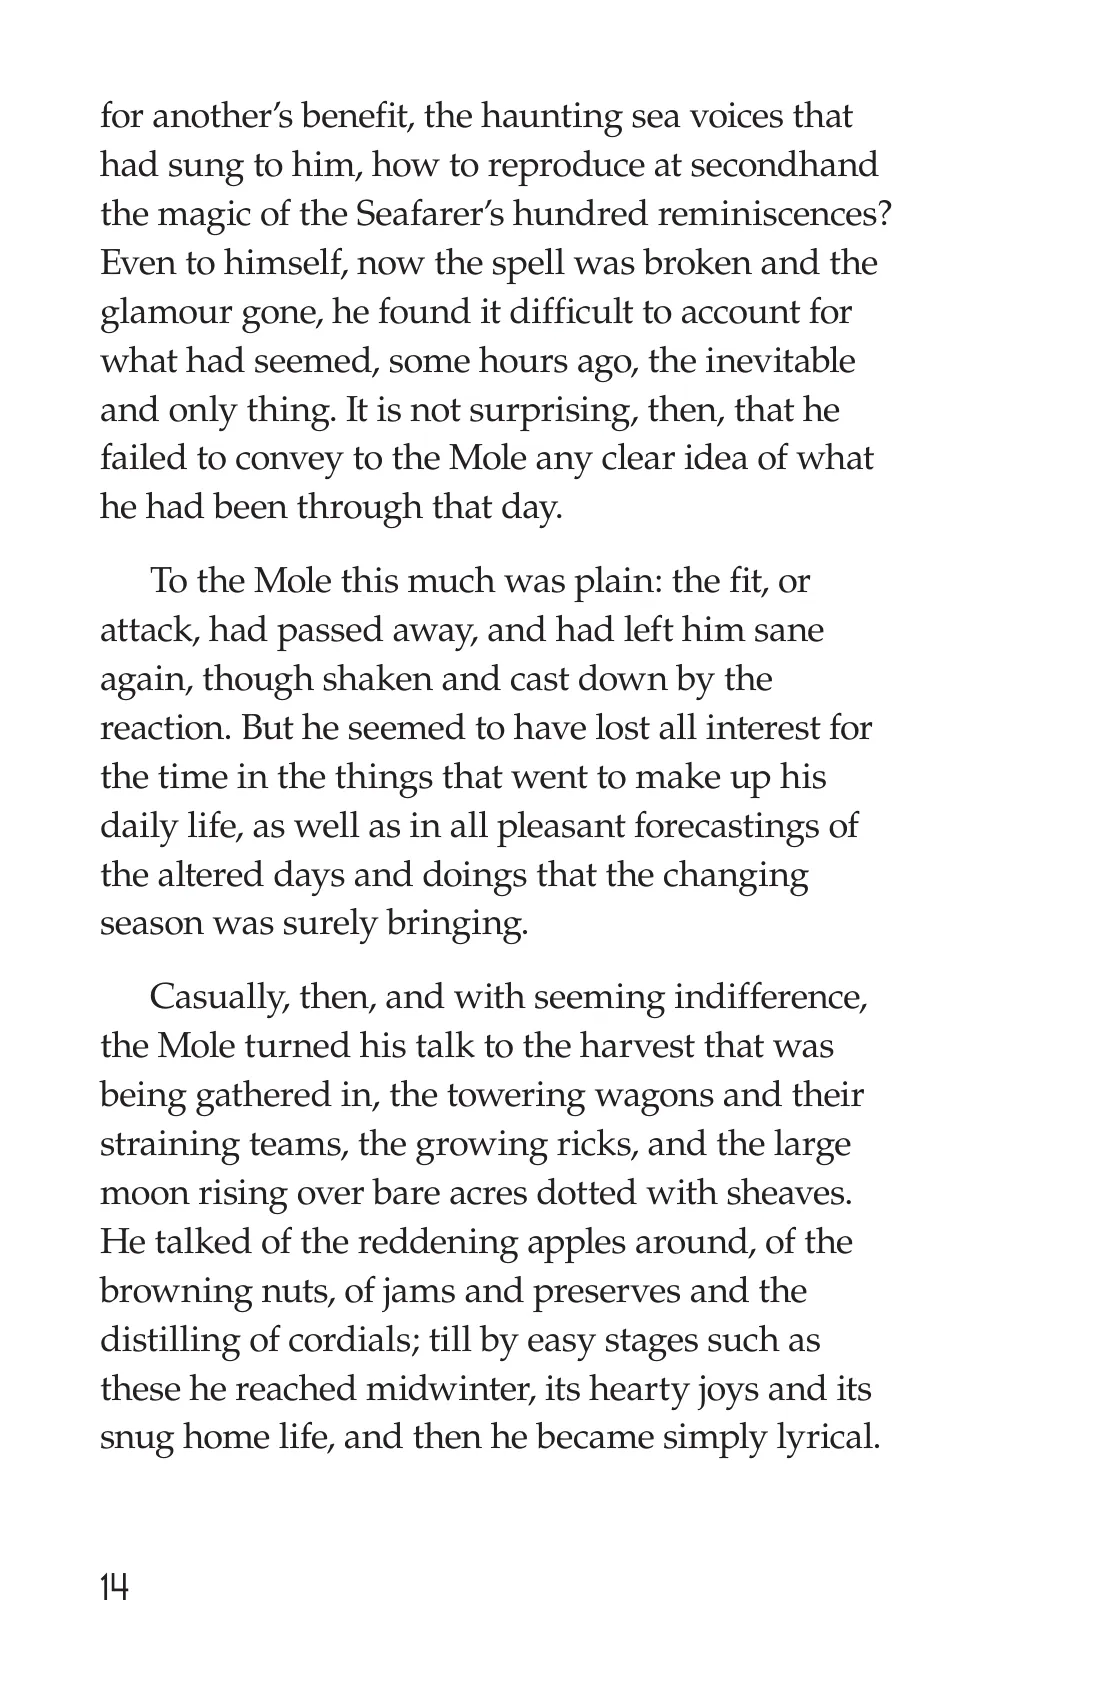 for another’s benefit, the haunting sea voices that
had sung to him, how to reproduce at secondhand
the magic of the Seafarer’s hundred reminiscences?
Even to himself, now the spell was broken and the
glamour gone, he found it difficult to account for
what had seemed, some hours ago, the inevitable
and only thing. It is not surprising, then, that he
failed to convey to the Mole any clear idea of what
he had been through that day.
To the Mole this much was plain: the fit, or
attack, had passed away, and had left him sane
again, though shaken and cast down by the
reaction. But he seemed to have lost all interest for
the time in the things that went to make up his
daily life, as well as in all pleasant forecastings of
the altered days and doings that the changing
season was surely bringing.
Casually, then, and with seeming indifference,
the Mole turned his talk to the harvest that was
being gathered in, the towering wagons and their
straining teams, the growing ricks, and the large
moon rising over bare acres dotted with sheaves.
He talked of the reddening apples around, of the
browning nuts, of jams and preserves and the
distilling of cordials; till by easy stages such as
these he reached midwinter, its hearty joys and its
snug home life, and then he became simply lyrical.
14